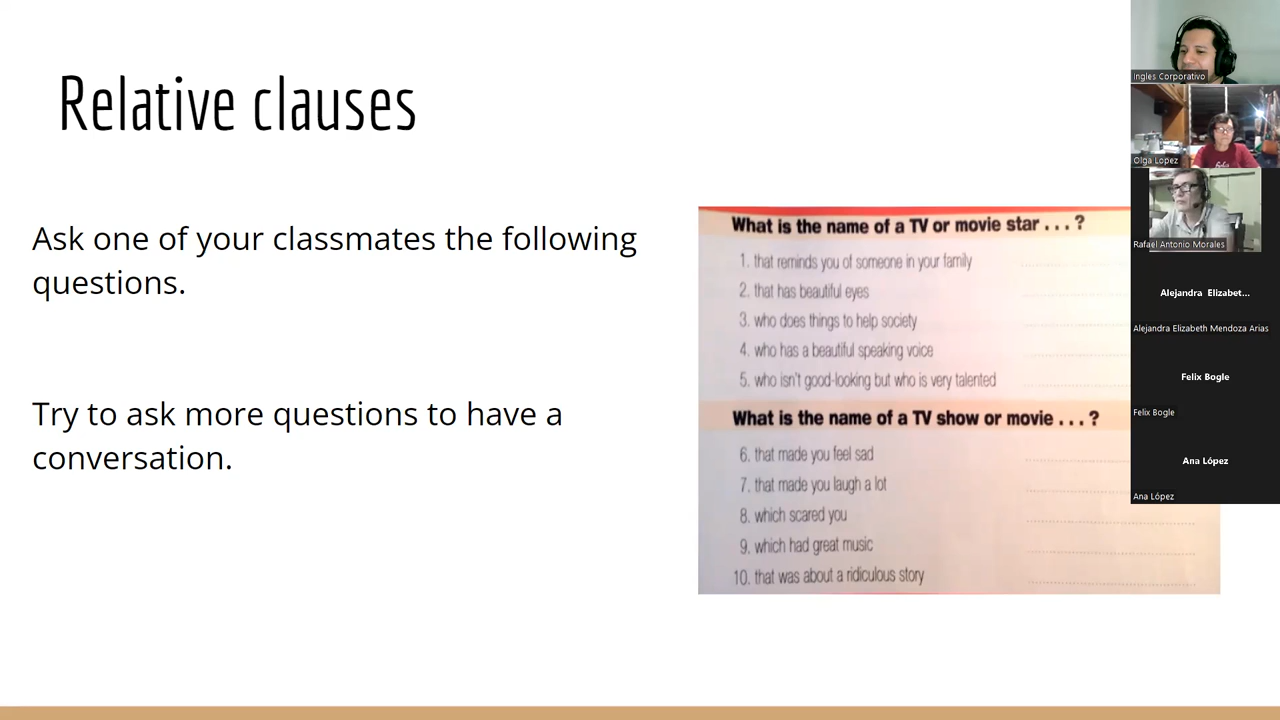 Relative clauses
Ask one of your classmates the following
questions.
Try to ask more questions to have a
conversation.
What is the name of a TV or movie star . . . ?
1. that reminds you of someone in your family
2. that has beautiful eyes
3. who does things to help society
4. who has a beautiful speaking voice
5. who isn't good-looking but who is very talented
What is the name of a TV show or movie . . . ?
6. that made you feel sad
7. that made you laugh a lot
8. which scared you
9. which had great music
10. that was about a ridiculous story
Ingles Corporativo
Olga Lopez
Rafael Antonio Morales
Alejandra Elizabet...
Alejandra Elizabeth Mendoza Arias
Felix Bogle
Felix Bogle
Ana López
Ana López